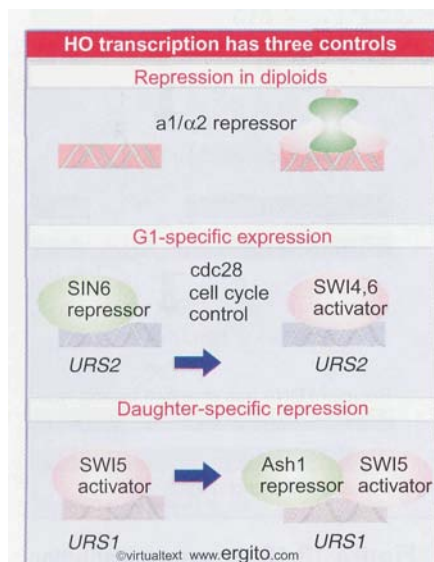 HO transcription has three controls
Repression in diploids
a1/α2 repressor
G1-specific expression
SIN6
repressor
cdc28
cell cycle
control
SWI4,6
activator
URS2
URS2
Daughter-specific repression
SWI5
activator
Ash1
repressor
SWI5
activator
URS1
URS1
©virtualtext www.ergito.com